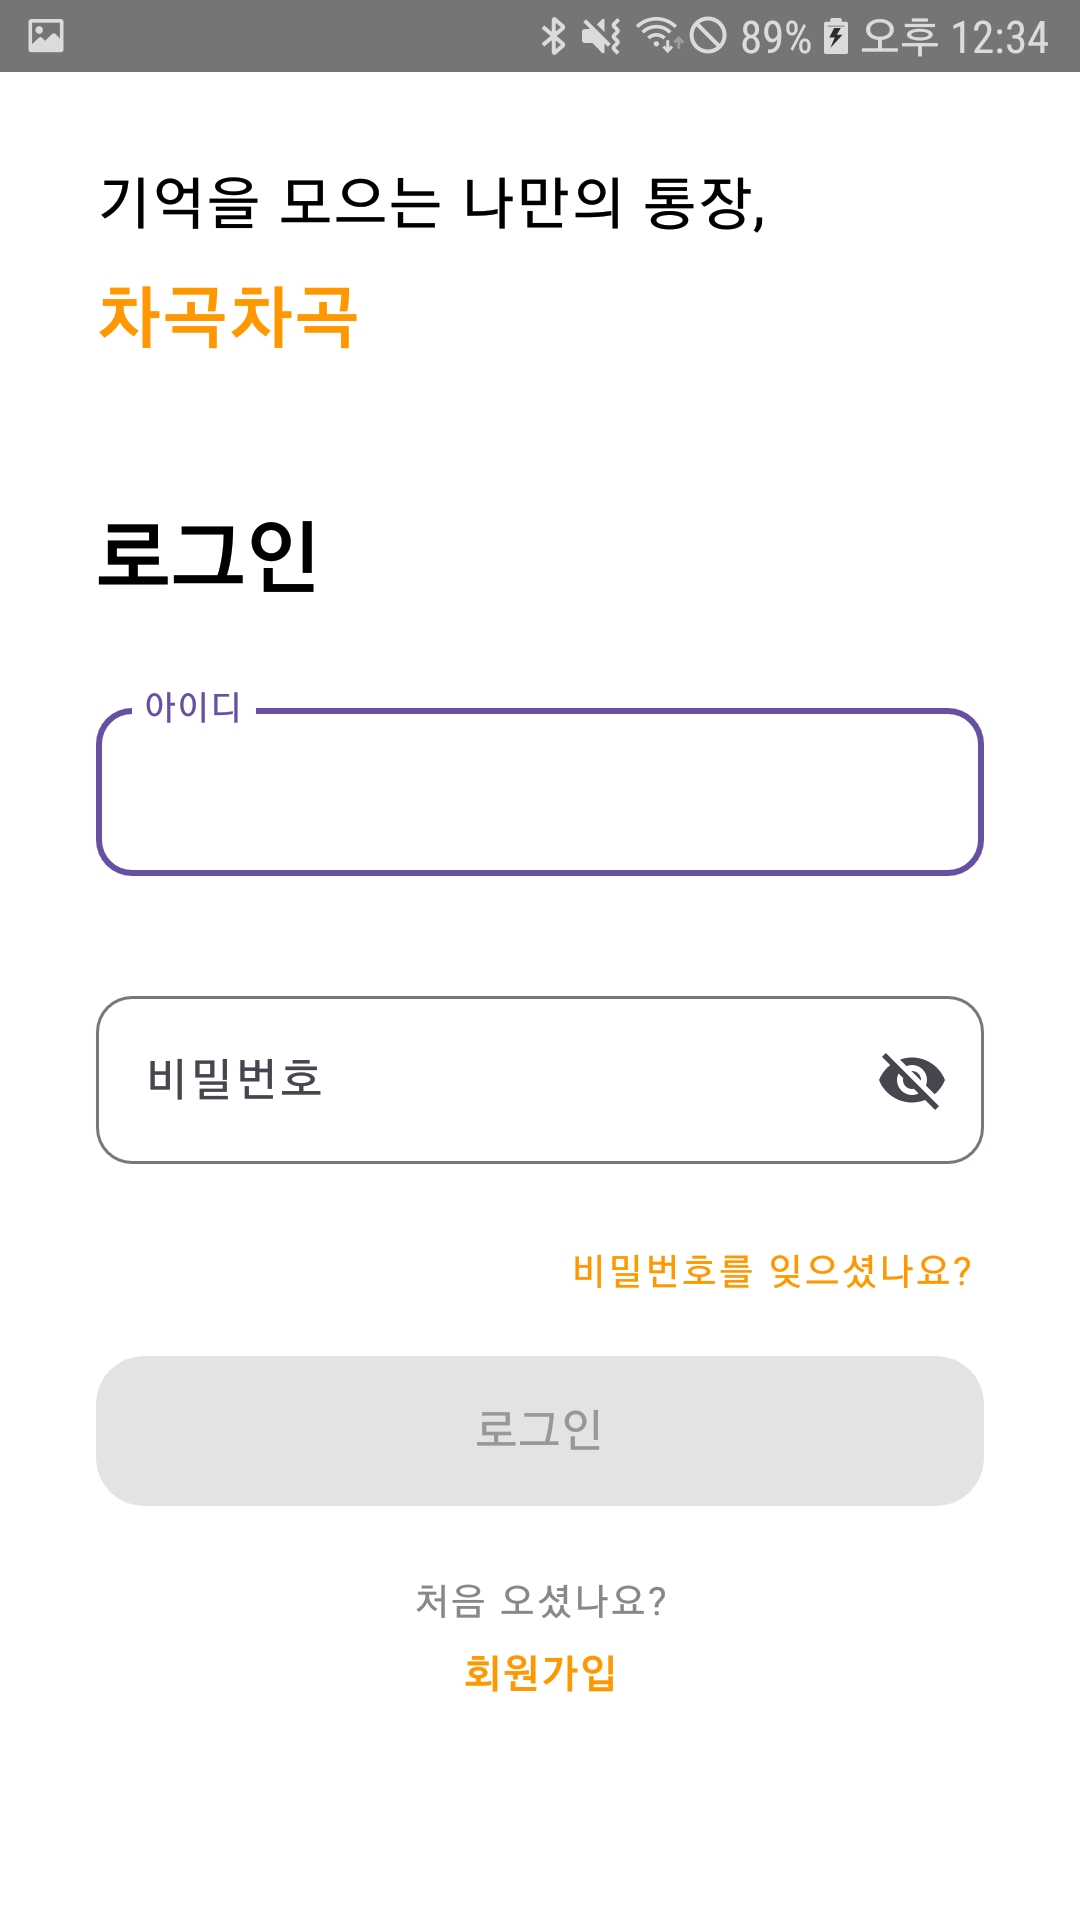 89% 오후 12:34
기억을 모으는 나만의 통장,
차곡차곡
로그인
아이디
비밀번호
비밀번호를 잊으셨나요?
로그인
처음 오셨나요?
회원가입